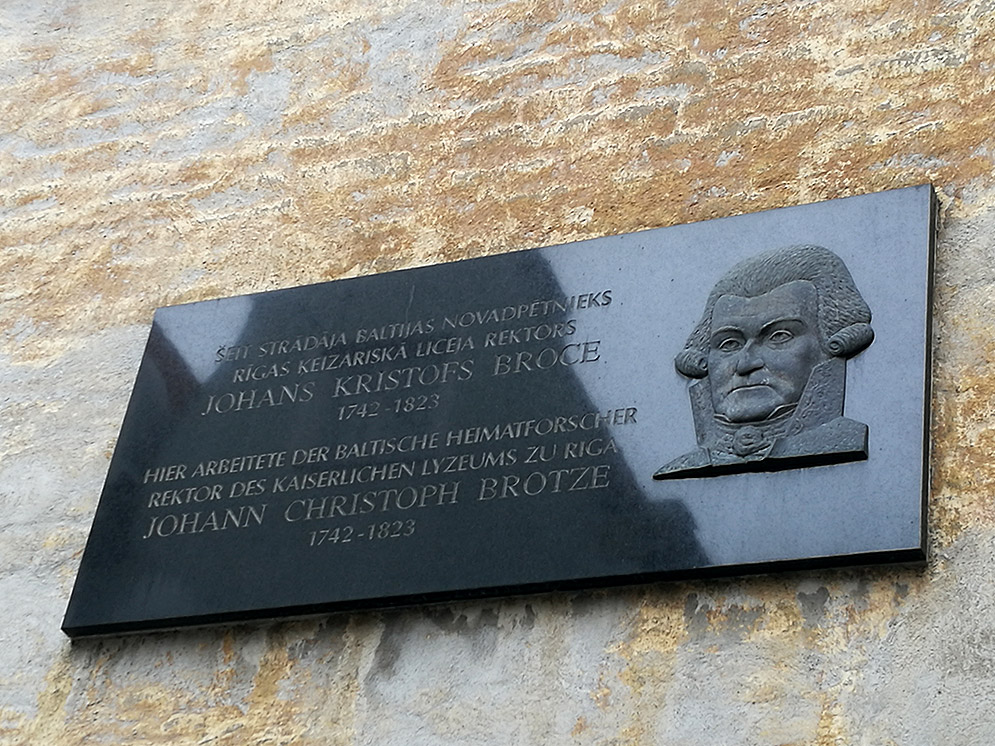 ŠEIT STRĀDĀJA BALTIJAS NOVADPĒTNIEKS
RĪGAS ĶEIZARISKĀ LICEJA REKTORS
JOHANS KRISTOFS BROCE
1742-1823
HIER ARBEITETE DER BALTISCHE HEIMATFORSCHER
REKTOR DES KAISERLICHEN LYZEUMS ZU RIGA
JOHANN CHRISTOPH BROTZE
1742-1823